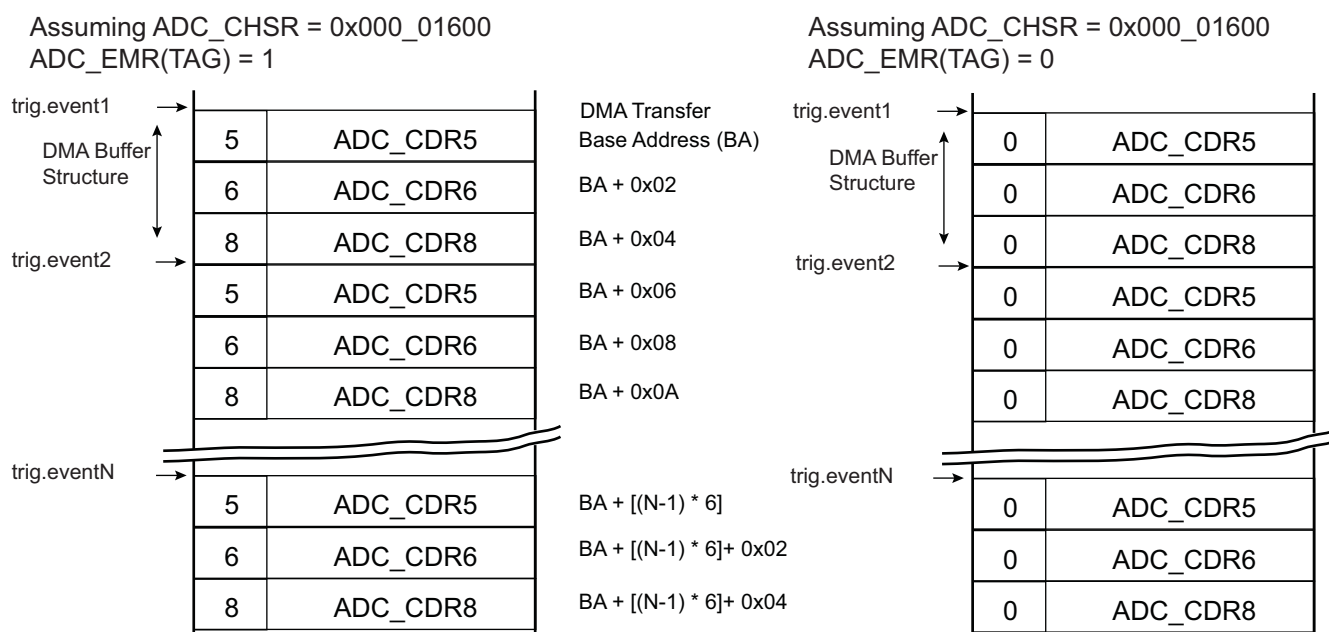 Assuming ADC_CHSR = 0x000_01600
ADC_EMR(TAG) = 1
trig.event1
DMA Buffer
Structure
trig.event2
trig.eventN
5 ADC_CDR5
6 ADC_CDR6
8 ADC_CDR8
5 ADC_CDR5
6 ADC_CDR6
8 ADC_CDR8
5 ADC_CDR5
6 ADC_CDR6
8 ADC_CDR8
DMA Transfer
Base Address (BA)
BA + 0x02
BA + 0x04
BA + 0x06
BA + 0x08
BA + 0x0A
BA + [(N-1) * 6]
BA + [(N-1) * 6]+ 0x02
BA + [(N-1) * 6]+ 0x04
Assuming ADC_CHSR = 0x000_01600
ADC_EMR(TAG) = 0
trig.event1
DMA Buffer
Structure
trig.event2
trig.eventN
0 ADC_CDR5
0 ADC_CDR6
0 ADC_CDR8
0 ADC_CDR5
0 ADC_CDR6
0 ADC_CDR8
0 ADC_CDR5
0 ADC_CDR6
0 ADC_CDR8